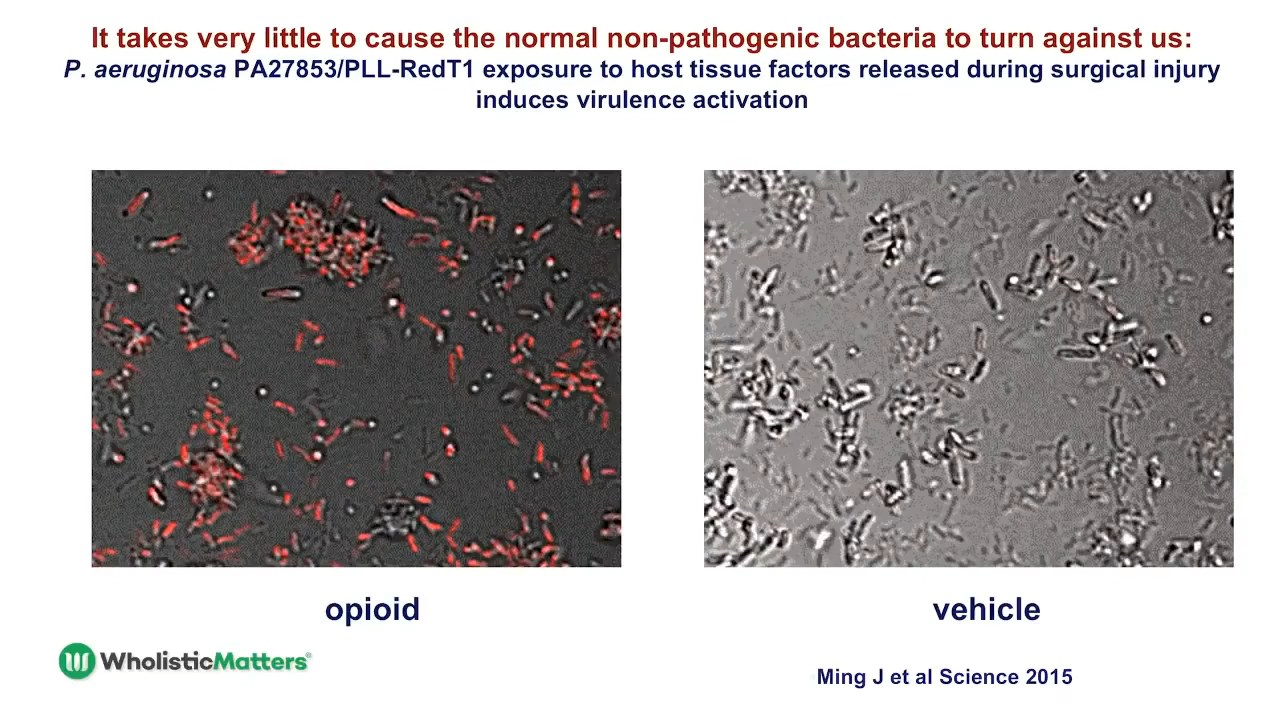 It takes very little to cause the normal non-pathogenic bacteria to turn against us:
P. aeruginosa PA27853/PLL-RedT1 exposure to host tissue factors released during surgical injury
induces virulence activation
opioid
vehicle
WholisticMatters®
Ming J et al Science 2015